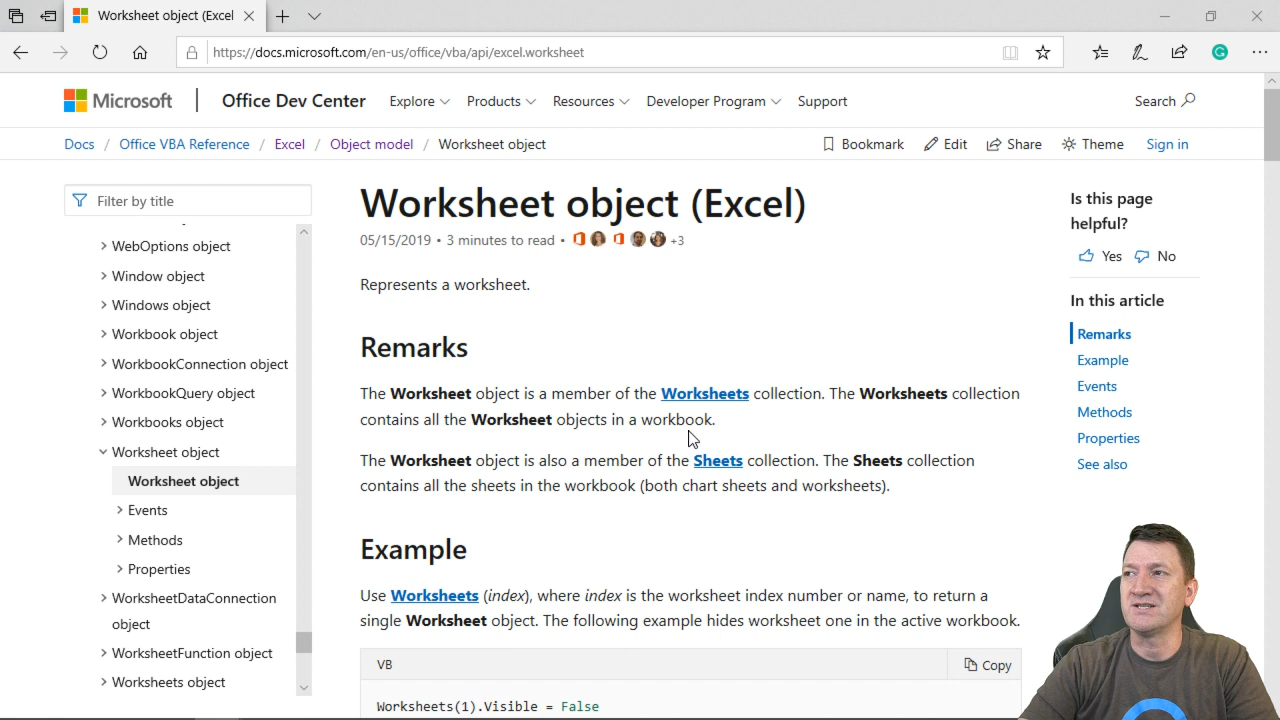 Worksheet object (Excel
https://docs.microsoft.com/en-us/office/vba/api/excel.worksheet
Microsoft
Office Dev Center
Explore
Products
Resources
Developer Program
Support
Search
Docs / Office VBA Reference / Excel / Object model / Worksheet object
Bookmark
Edit
Share
Theme
Sign in
Filter by title
WebOptions object
Window object
Windows object
Workbook object
WorkbookConnection object
WorkbookQuery object
Workbooks object
Worksheet object
Worksheet object
Events
Methods
Properties
WorksheetDataConnection
object
WorksheetFunction object
Worksheets object
Worksheet object (Excel)
05/15/2019 • 3 minutes to read • +3
Represents a worksheet.
Remarks
The Worksheet object is a member of the Worksheets collection. The Worksheets collection
contains all the Worksheet objects in a workbook.
The Worksheet object is also a member of the Sheets collection. The Sheets collection
contains all the sheets in the workbook (both chart sheets and worksheets).
Example
Use Worksheets (index), where index is the worksheet index number or name, to return a
single Worksheet object. The following example hides worksheet one in the active workbook.
VB
Copy
Worksheets(1).Visible = False
Is this page
helpful?
Yes
No
In this article
Remarks
Example
Events
Methods
Properties
See also